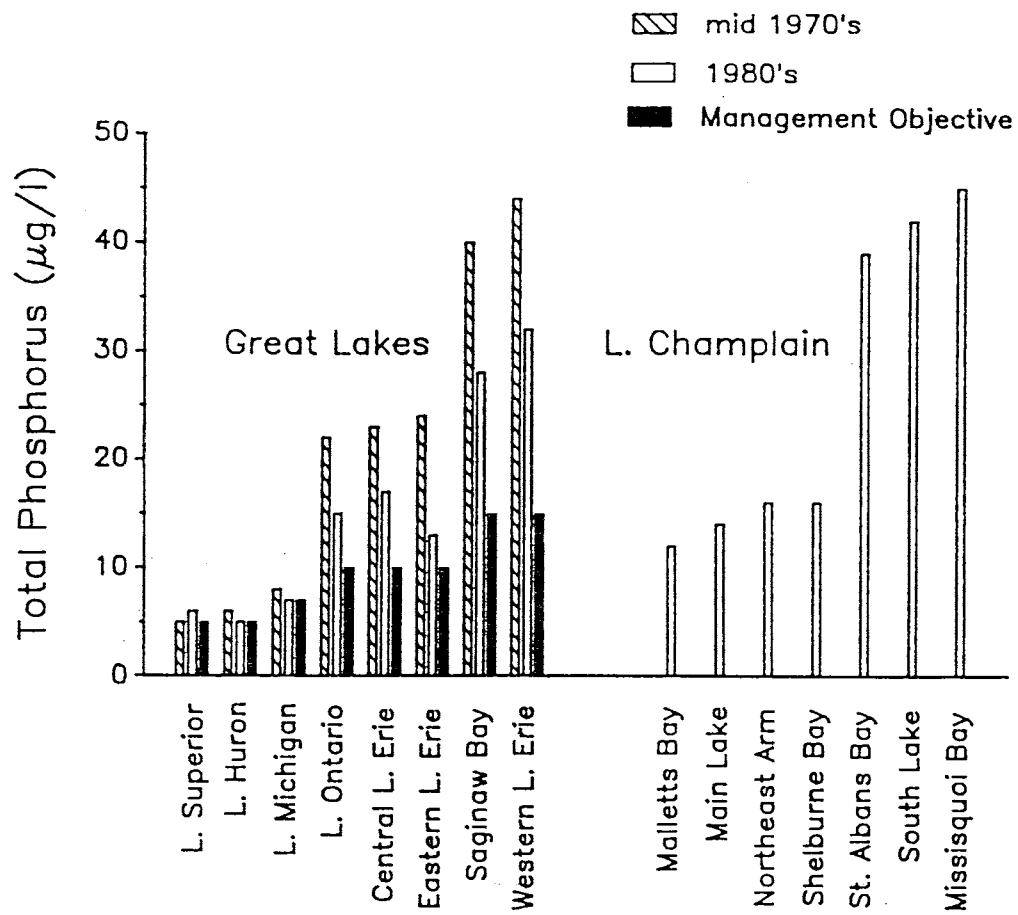 mid 1970's
1980's
Management Objective
Total Phosphorus (µg/l)
50
40
30
20
10
0
Great Lakes
L. Champlain
L. Superior
L. Huron
L. Michigan
L. Ontario
Central L. Erie
Eastern L. Erie
Saginaw Bay
Western L. Erie
Malletts Bay
Main Lake
Northeast Arm
Shelburne Bay
St. Albans Bay
South Lake
Missisquoi Bay